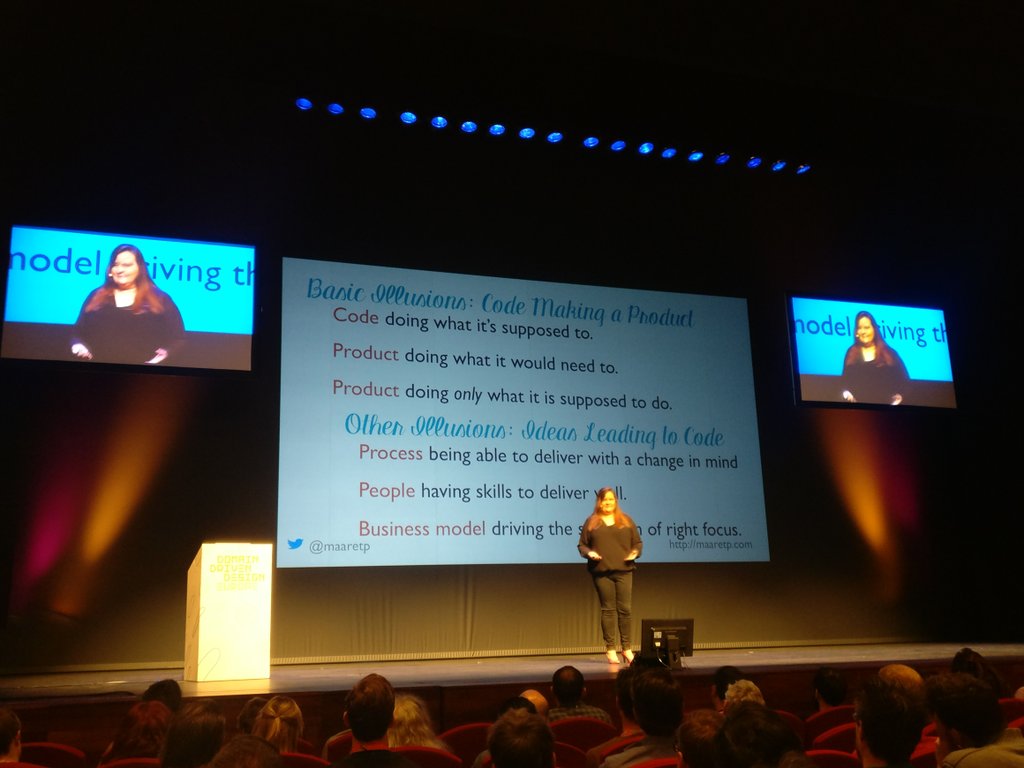 model iving th
Basic Illusions: Code Making a Product
Code doing what it's supposed to.
Product doing what it would need to.
Product doing only what it is supposed to do.
Other Illusions: Ideas Leading to Code
Process being able to deliver with a change in mind
People having skills to deliver ll.
Business model driving the s n of right focus.
@maaretp
http://maaretp.com
model iving th
DOMAIN
DRIVEN
DESIGN